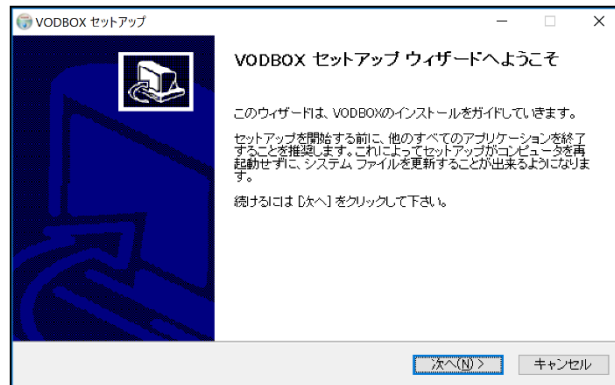 VODBOX セットアップ
VODBOX セットアップ ウィザードへようこそ
このウィザードは、VODBOXのインストールをガイドしていきます。
セットアップを開始する前に、他のすべてのアプリケーションを終了
することを推奨します。これによってセットアップがコンピュータを再
起動せずに、システム ファイルを更新することが出来るようになりま
す。
続けるには [次へ] をクリックして下さい。
次へ(N) >
キャンセル